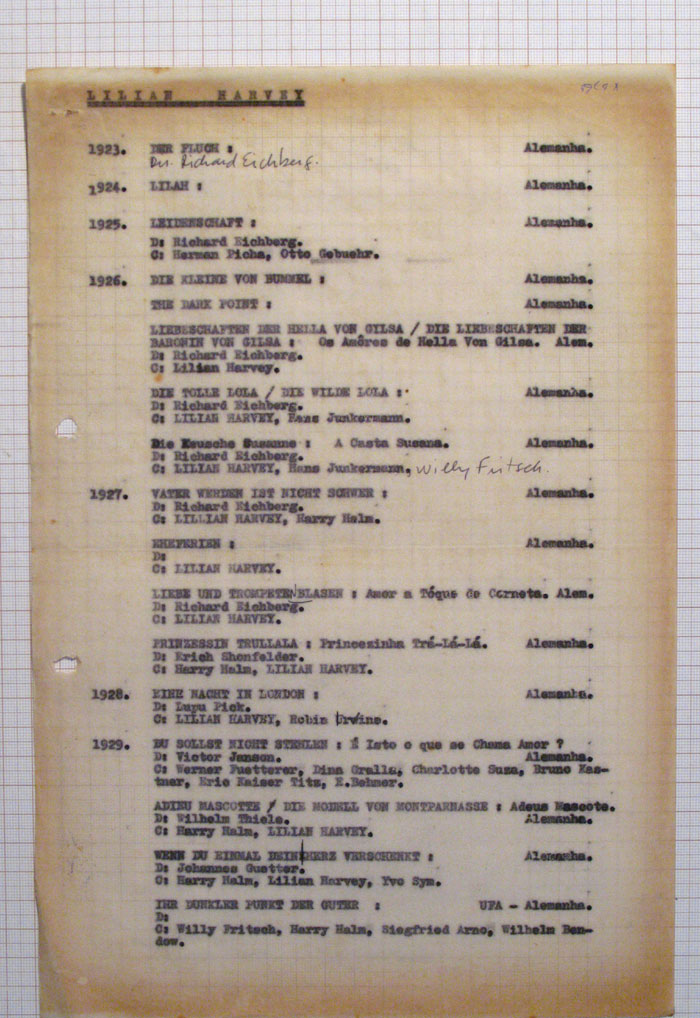 LILIAN HARVEY
1923. DER FLUCH : Alemanha.
Dir. Richard Eichberg.
1924. LILAH : Alemanha.
1925. LEIDENSCHAFT : Alemanha.
D: Richard Eichberg.
C: Herman Picha, Otto Gebuehr.
1926. DIE KLEINE VON BUMMEL : Alemanha.
THE DARK POINT : Alemanha.
LIEBESCHAFTEN DER HELLA VON GILSA / DIE LIEBESCHAFTEN DER
BARONIN VON GILSA : Os Amôres de Hella Von Gilsa. Alem.
D: Richard Eichberg.
C: Lilian Harvey.
DIE TOLLE LOLA / DIE WILDE LOLA : Alemanha.
D: Richard Eichberg.
C: LILIAN HARVEY, Hans Junkermann.
Die Keusche Susanne : A Casta Susana. Alemanha.
D: Richard Eichberg.
C: LILIAN HARVEY, Hans Junkermann, Willy Fritsch.
1927. VATER WERDEN IST NICHT SCHWER : Alemanha.
D: Richard Eichberg.
C: LILLIAN HARVEY, Harry Halm.
EHEFERIEN : Alemanha.
D:
C: LILIAN HARVEY.
LIEBE UND TROMPETENBLASEN : Amor a Tóque de Corneta. Alem.
D: Richard Eichberg.
C: LILIAN HARVEY.
PRINZESSIN TRULLALA : Princezinha Trá-Lá-Lá. Alemanha.
D: Erich Shonfelder.
C: Harry Halm, LILIAN HARVEY.
1928. EINE NACHT IN LONDON : Alemanha.
D: Lupu Pick.
C: LILIAN HARVEY, Robin Irvine.
1929. DU SOLLST NICHT STEHLEN : É Isto o que se Chama Amor ?
D: Victor Janson. Alemanha.
C: Werner Fuetterer, Dina Gralla, Charlotte Susa, Bruno Kas-
tner, Eric Kaiser Titz, E.Behmer.
ADIEU MASCOTTE / DIE MODELL VON MONTPARNASSE : Adeus Mascote.
D: Wilhelm Thiele. Alemanha.
C: Harry Halm, LILIAN HARVEY.
WENN DU EINMAL DEIN HERZ VERSCHENKT : Alemanha.
D: Johannes Guetter.
C: Harry Halm, Lilian Harvey, Yvo Sym.
IHR DUNKLER PUNKT DER GUTER : UFA - Alemanha.
D:
C: Willy Fritsch, Harry Halm, Siegfried Arno, Wilhelm Ben-
dow.